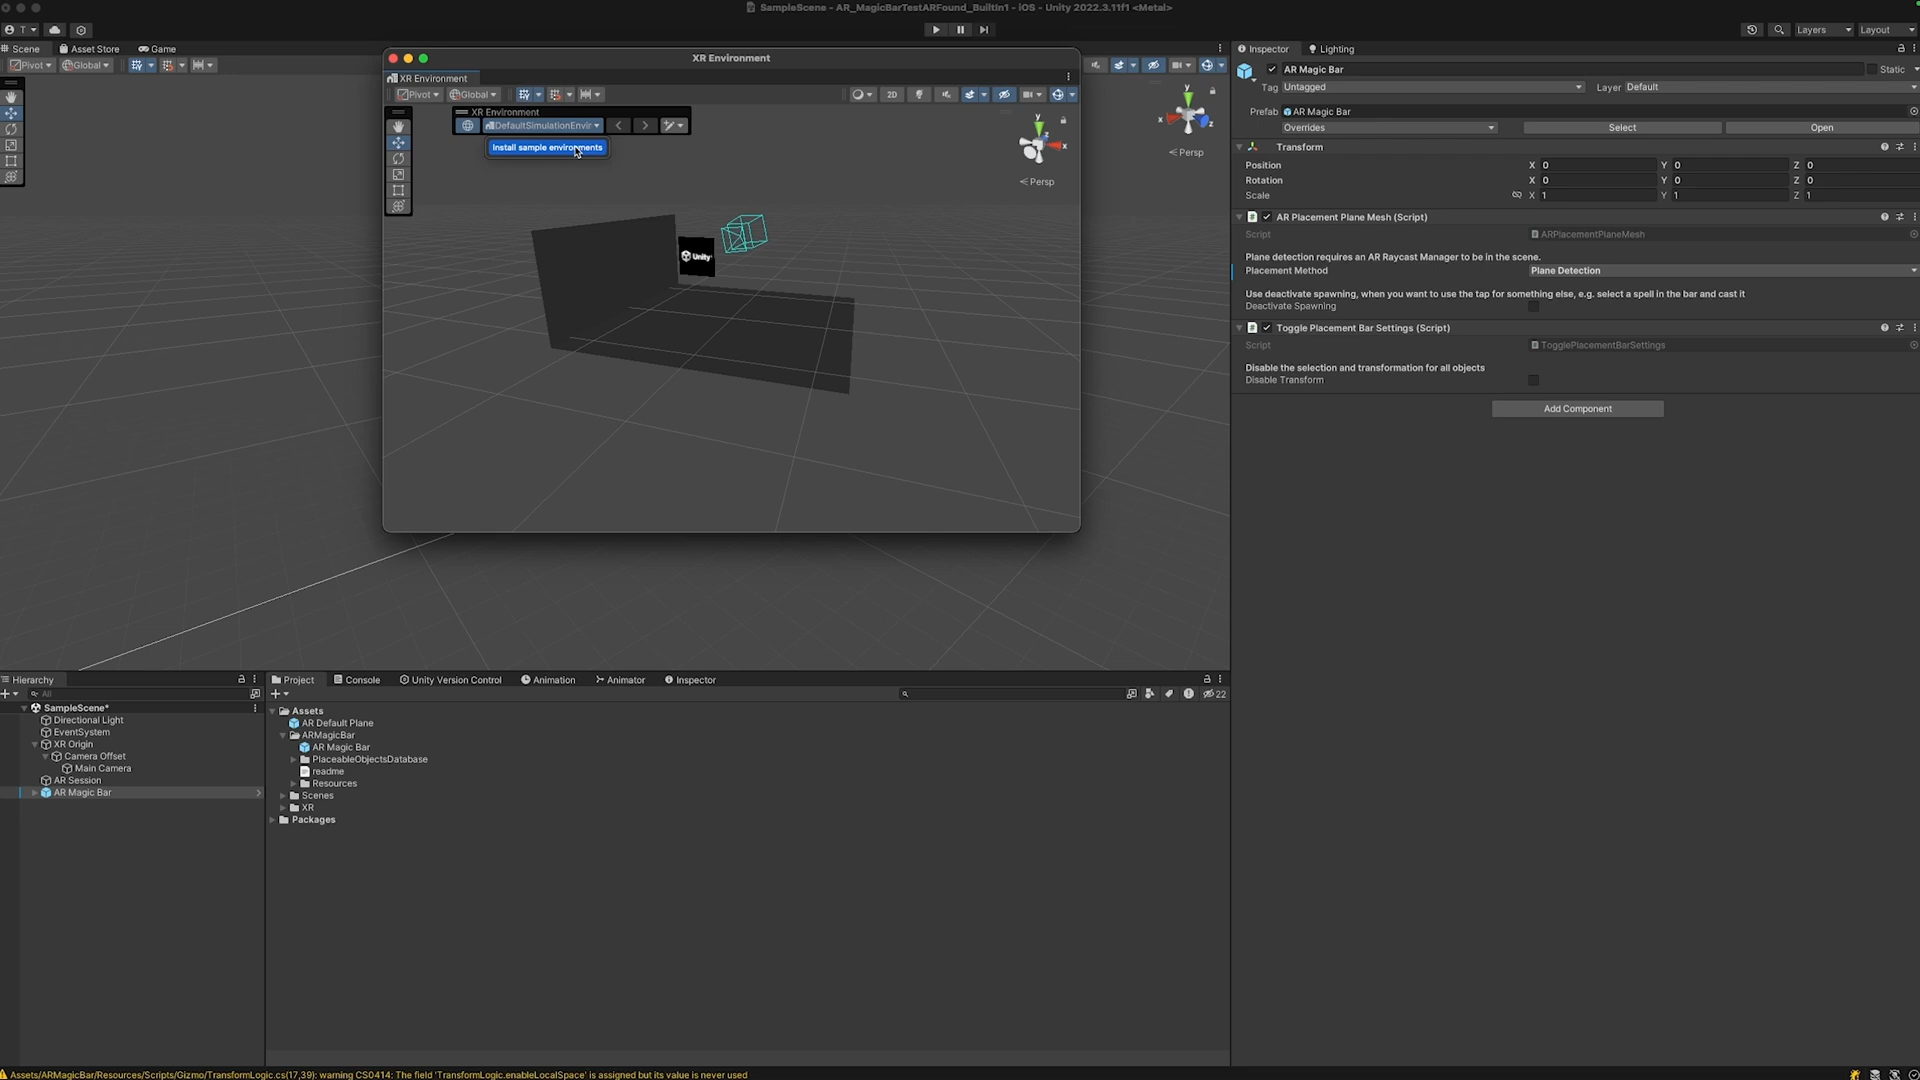 SampleScene - AR_MagicBarTestARFound_BuiltIn1 - iOS - Unity 2022.3.11f1 <Metal>
T
Layers
Layout
Scene
Asset Store
Game
Pivot
Global
XR Environment
XR Environment
Pivot
Global
2D
XR Environment
DefaultSimulationEnvir
Install sample environments
y
x
z
Persp
Unity
y
x
z
Persp
Inspector
Lighting
AR Magic Bar
Static
Tag Untagged
Layer Default
Prefab AR Magic Bar
Overrides
Select
Open
Transform
Position X 0 Y 0 Z 0
Rotation X 0 Y 0 Z 0
Scale X 1 Y 1 Z 1
AR Placement Plane Mesh (Script)
Script ARPlacementPlaneMesh
Plane detection requires an AR Raycast Manager to be in the scene.
Placement Method Plane Detection
Use deactivate spawning, when you want to use the tap for something else, e.g. select a spell in the bar and cast it
Deactivate Spawning
Toggle Placement Bar Settings (Script)
Script TogglePlacementBarSettings
Disable the selection and transformation for all objects
Disable Transform
Add Component
Hierarchy
All
SampleScene*
Directional Light
EventSystem
XR Origin
Camera Offset
Main Camera
AR Session
AR Magic Bar
Project
Console
Unity Version Control
Animation
Animator
Inspector
22
Assets
AR Default Plane
ARMagicBar
AR Magic Bar
PlaceableObjectsDatabase
readme
Resources
Scenes
XR
Packages
Assets/ARMagicBar/Resources/Scripts/Gizmo/TransformLogic.cs(17,39): warning CS0414: The field 'TransformLogic.enableLocalSpace' is assigned but its value is never used